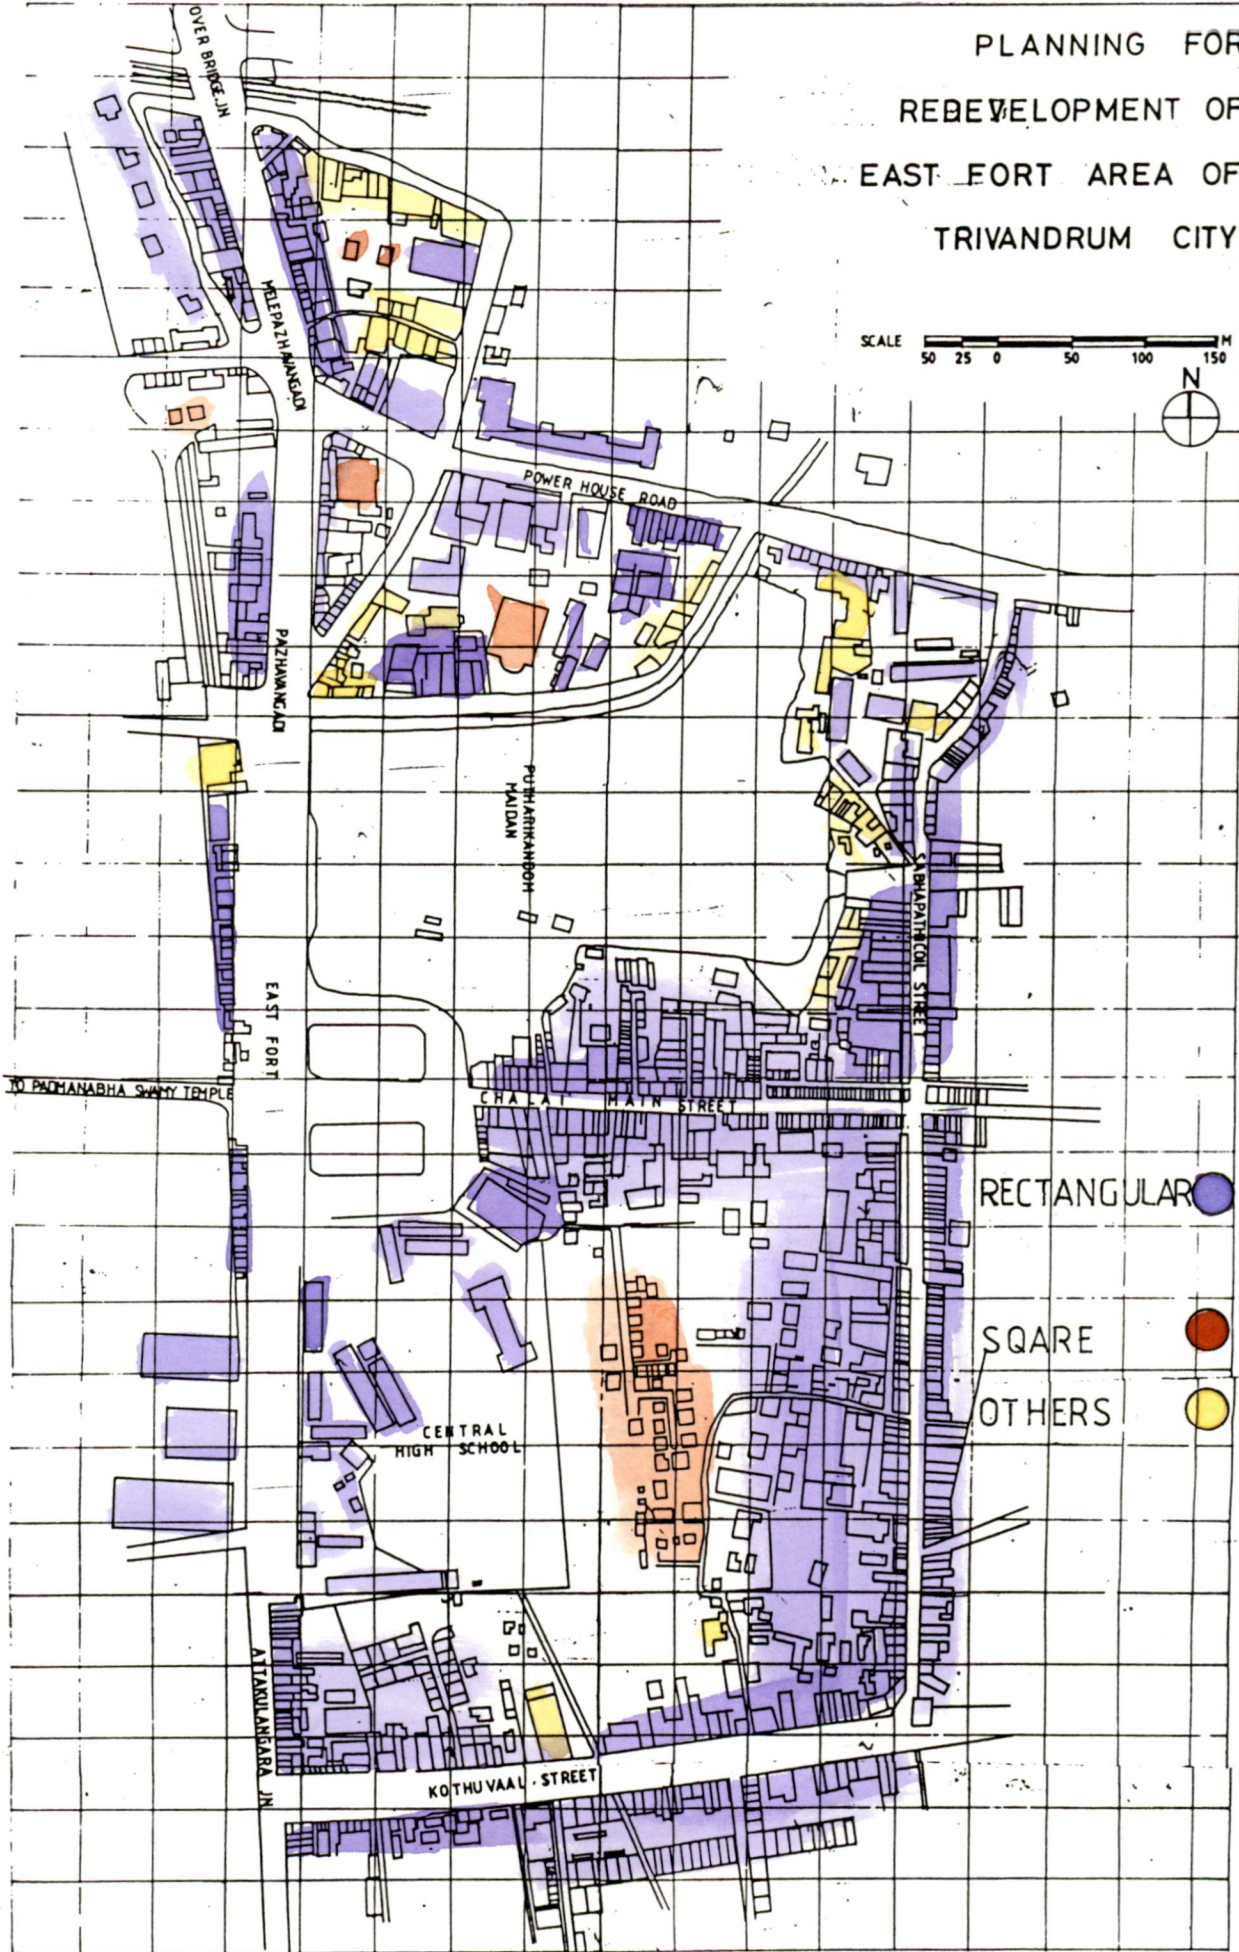 PLANNING FOR
REDEVELOPMENT OF
EAST FORT AREA OF
TRIVANDRUM CITY
SCALE
50 25 0 50 100 150 M
N
OVER BRIDGE JN
MELEPAZHAVANGADI
POWER HOUSE ROAD
PAZHAVANGADI
PUTHARIKANDOM
MAIDAN
SABHAPATHICOIL STREET
EAST FORT
TO PADMANABHA SWAMY TEMPLE
CHALAI MAIN STREET
RECTANGULAR
SQARE
OTHERS
CENTRAL
HIGH SCHOOL
ATTAKULANGARA JN
KOTHUVAAL STREET